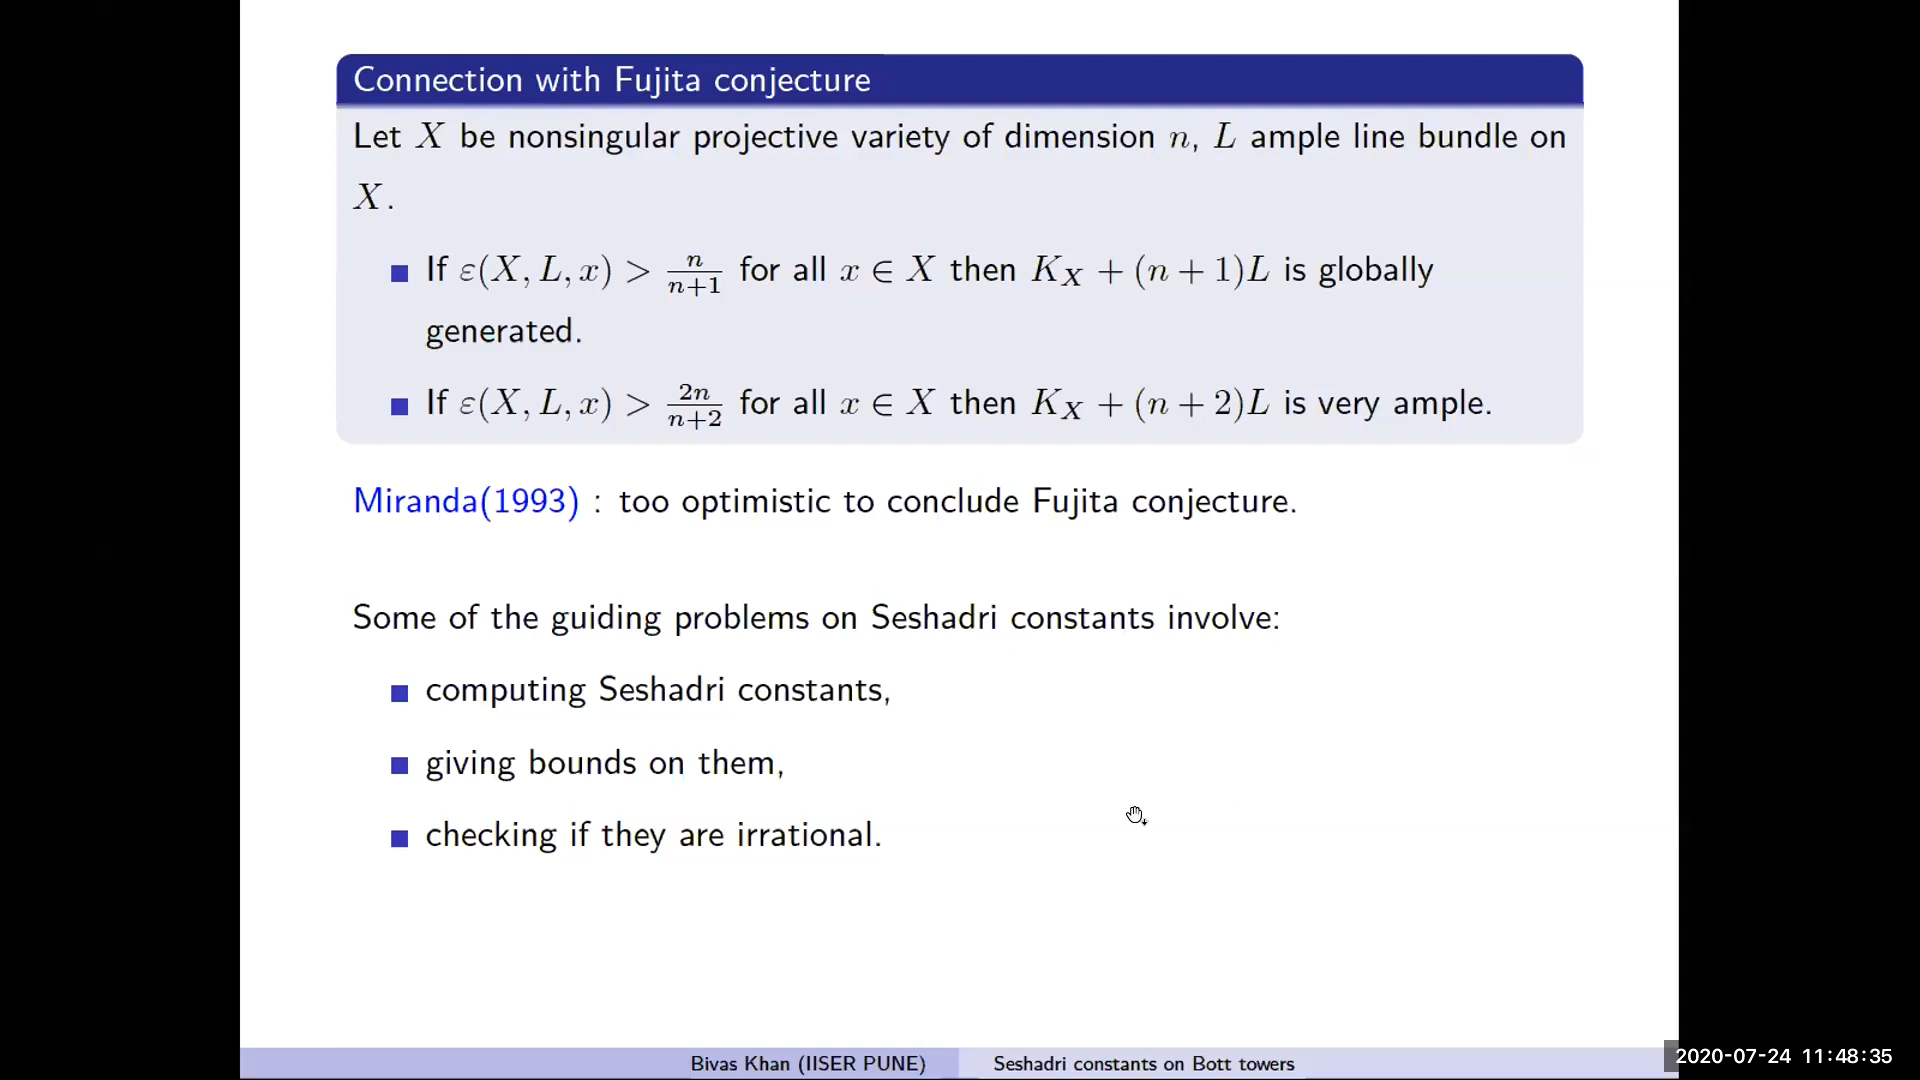 Connection with Fujita conjecture
Let X be nonsingular projective variety of dimension n, L ample line bundle on
X.
If ε(X, L, x) > n/(n+1) for all x ∈ X then K_X + (n + 1)L is globally
generated.
If ε(X, L, x) > 2n/(n+2) for all x ∈ X then K_X + (n + 2)L is very ample.
Miranda(1993) : too optimistic to conclude Fujita conjecture.
Some of the guiding problems on Seshadri constants involve:
computing Seshadri constants,
giving bounds on them,
checking if they are irrational.
Bivas Khan (IISER PUNE) Seshadri constants on Bott towers
2020-07-24 11:48:35